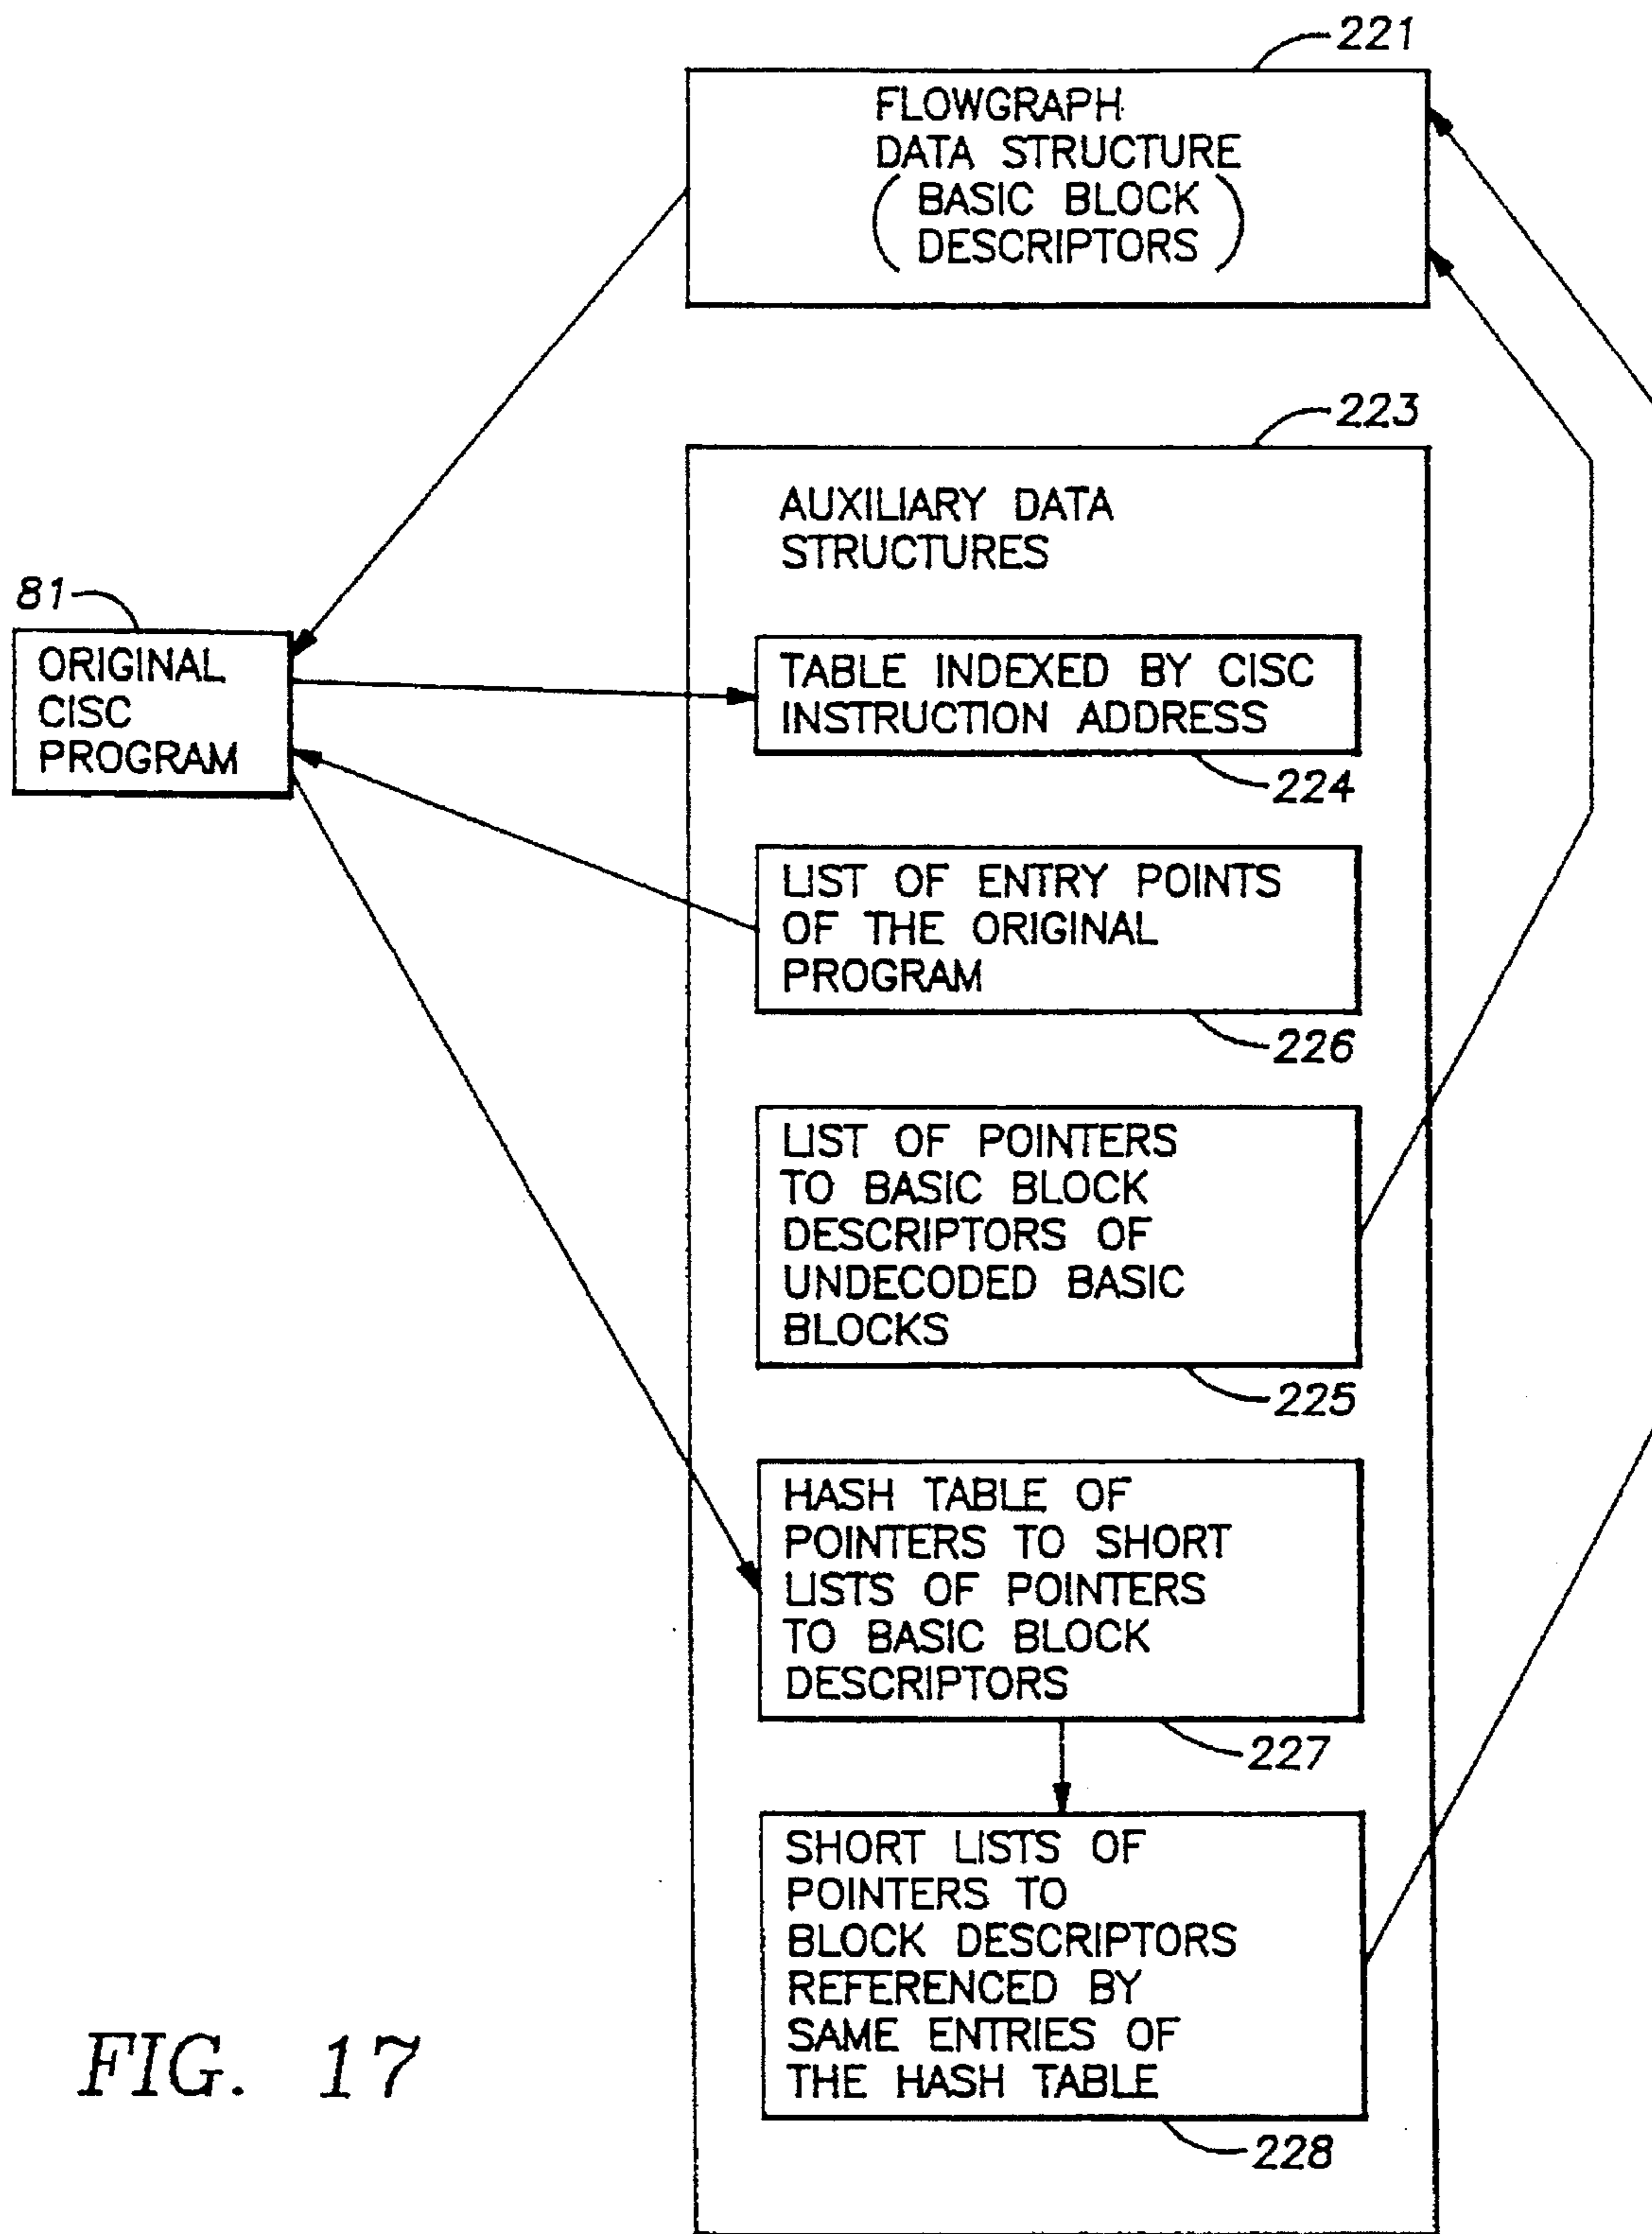 221
FLOWGRAPH
DATA STRUCTURE
( BASIC BLOCK
DESCRIPTORS )
223
AUXILIARY DATA
STRUCTURES
81
ORIGINAL
CISC
PROGRAM
TABLE INDEXED BY CISC
INSTRUCTION ADDRESS
224
LIST OF ENTRY POINTS
OF THE ORIGINAL
PROGRAM
226
LIST OF POINTERS
TO BASIC BLOCK
DESCRIPTORS OF
UNDECODED BASIC
BLOCKS
225
HASH TABLE OF
POINTERS TO SHORT
LISTS OF POINTERS
TO BASIC BLOCK
DESCRIPTORS
227
SHORT LISTS OF
POINTERS TO
BLOCK DESCRIPTORS
REFERENCED BY
SAME ENTRIES OF
THE HASH TABLE
228
FIG. 17